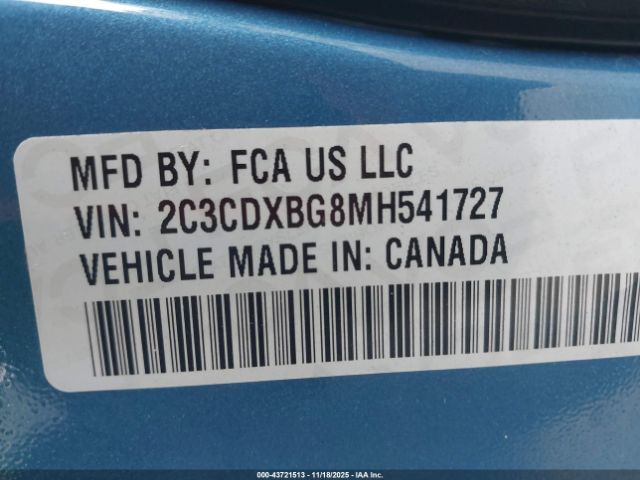 MFD BY: FCA US LLC
VIN: 2C3CDXBG8MH541727
VEHICLE MADE IN: CANADA
000-43721513 - 11/18/2025 - IAA Inc.